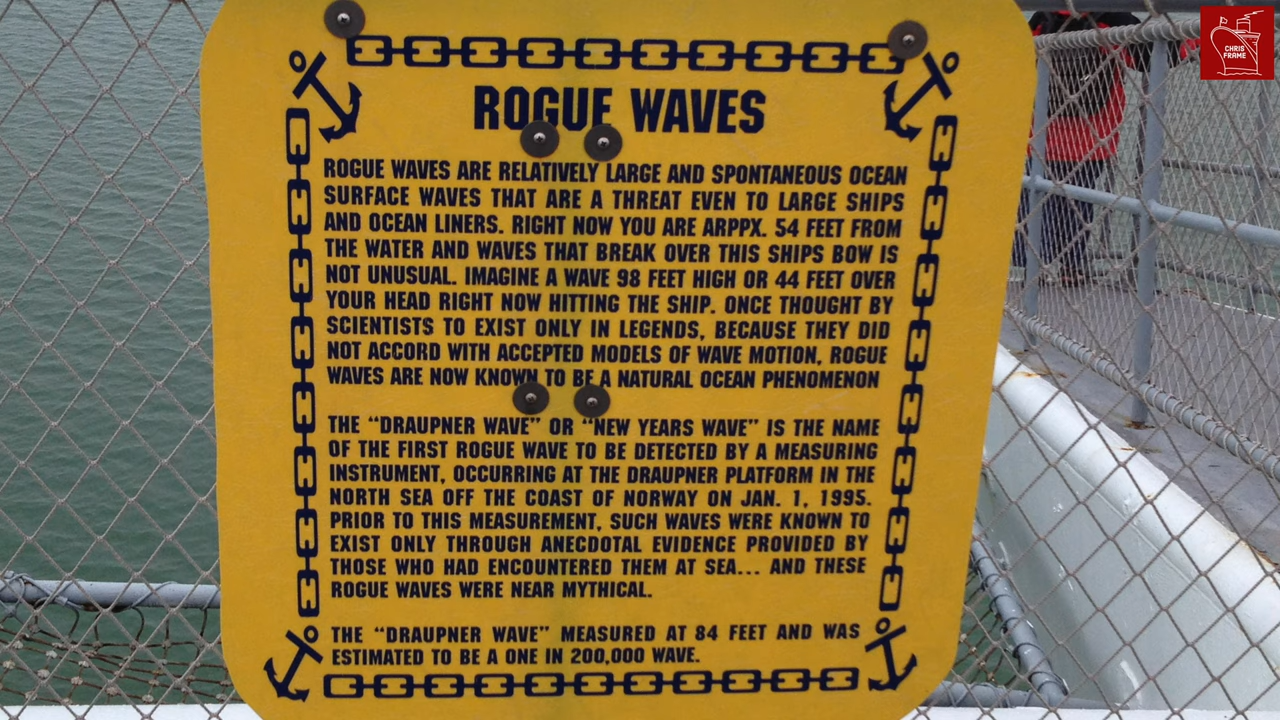 CHRIS
FRAME
ROGUE WAVES
ROGUE WAVES ARE RELATIVELY LARGE AND SPONTANEOUS OCEAN
SURFACE WAVES THAT ARE A THREAT EVEN TO LARGE SHIPS
AND OCEAN LINERS. RIGHT NOW YOU ARE ARPPX. 54 FEET FROM
THE WATER AND WAVES THAT BREAK OVER THIS SHIPS BOW IS
NOT UNUSUAL. IMAGINE A WAVE 98 FEET HIGH OR 44 FEET OVER
YOUR HEAD RIGHT NOW HITTING THE SHIP. ONCE THOUGHT BY
SCIENTISTS TO EXIST ONLY IN LEGENDS, BECAUSE THEY DID
NOT ACCORD WITH ACCEPTED MODELS OF WAVE MOTION, ROGUE
WAVES ARE NOW KNOWN TO BE A NATURAL OCEAN PHENOMENON
THE “DRAUPNER WAVE” OR “NEW YEARS WAVE” IS THE NAME
OF THE FIRST ROGUE WAVE TO BE DETECTED BY A MEASURING
INSTRUMENT, OCCURRING AT THE DRAUPNER PLATFORM IN THE
NORTH SEA OFF THE COAST OF NORWAY ON JAN. 1, 1995.
PRIOR TO THIS MEASUREMENT, SUCH WAVES WERE KNOWN TO
EXIST ONLY THROUGH ANECDOTAL EVIDENCE PROVIDED BY
THOSE WHO HAD ENCOUNTERED THEM AT SEA... AND THESE
ROGUE WAVES WERE NEAR MYTHICAL.
THE “DRAUPNER WAVE” MEASURED AT 84 FEET AND WAS
ESTIMATED TO BE A ONE IN 200,000 WAVE.